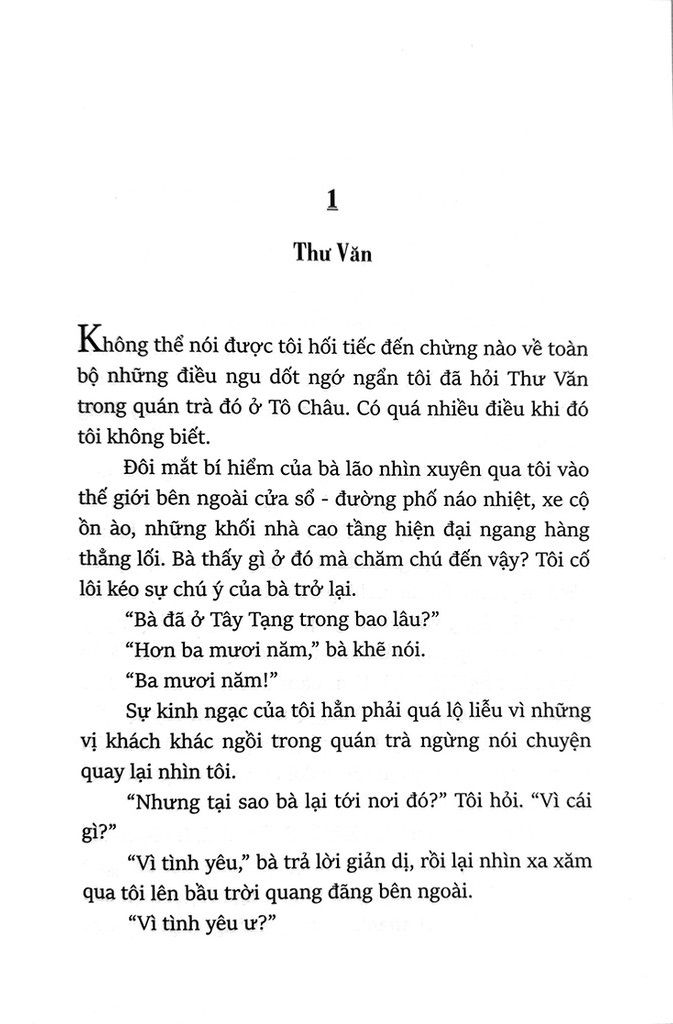 1
Thư Văn
Không thể nói được tôi hối tiếc đến chừng nào về toàn
bộ những điều ngu dốt ngớ ngẩn tôi đã hỏi Thư Văn
trong quán trà đó ở Tô Châu. Có quá nhiều điều khi đó
tôi không biết.
Đôi mắt bí hiểm của bà lão nhìn xuyên qua tôi vào
thế giới bên ngoài cửa sổ - đường phố náo nhiệt, xe cộ
ồn ào, những khối nhà cao tầng hiện đại ngang hàng
thẳng lối. Bà thấy gì ở đó mà chăm chú đến vậy? Tôi cố
lôi kéo sự chú ý của bà trở lại.
“Bà đã ở Tây Tạng trong bao lâu?”
“Hơn ba mươi năm,” bà khẽ nói.
“Ba mươi năm!”
Sự kinh ngạc của tôi hẳn phải quá lộ liễu vì những
vị khách khác ngồi trong quán trà ngừng nói chuyện
quay lại nhìn tôi.
“Nhưng tại sao bà lại tới nơi đó?” Tôi hỏi. “Vì cái
gì?”
“Vì tình yêu,” bà trả lời giản dị, rồi lại nhìn xa xăm
qua tôi lên bầu trời quang đãng bên ngoài.
“Vì tình yêu ư?”